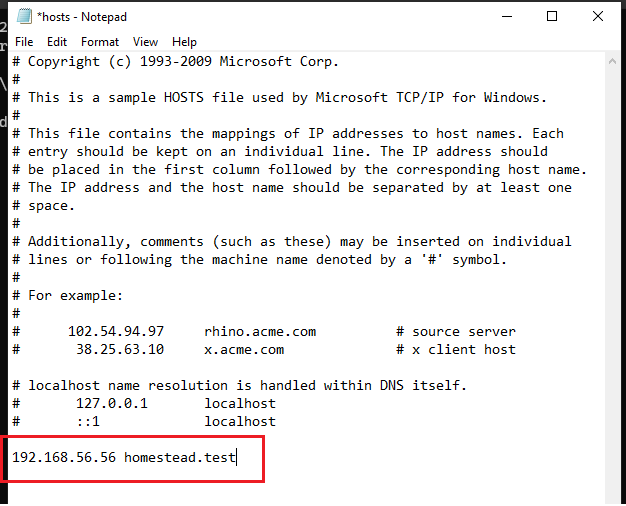 *hosts - Notepad
File Edit Format View Help
# Copyright (c) 1993-2009 Microsoft Corp.
#
# This is a sample HOSTS file used by Microsoft TCP/IP for Windows.
#
# This file contains the mappings of IP addresses to host names. Each
# entry should be kept on an individual line. The IP address should
# be placed in the first column followed by the corresponding host name.
# The IP address and the host name should be separated by at least one
# space.
#
# Additionally, comments (such as these) may be inserted on individual
# lines or following the machine name denoted by a '#' symbol.
#
# For example:
#
#      102.54.94.97     rhino.acme.com          # source server
#       38.25.63.10     x.acme.com              # x client host

# localhost name resolution is handled within DNS itself.
#       127.0.0.1       localhost
#       ::1             localhost

192.168.56.56 homestead.test